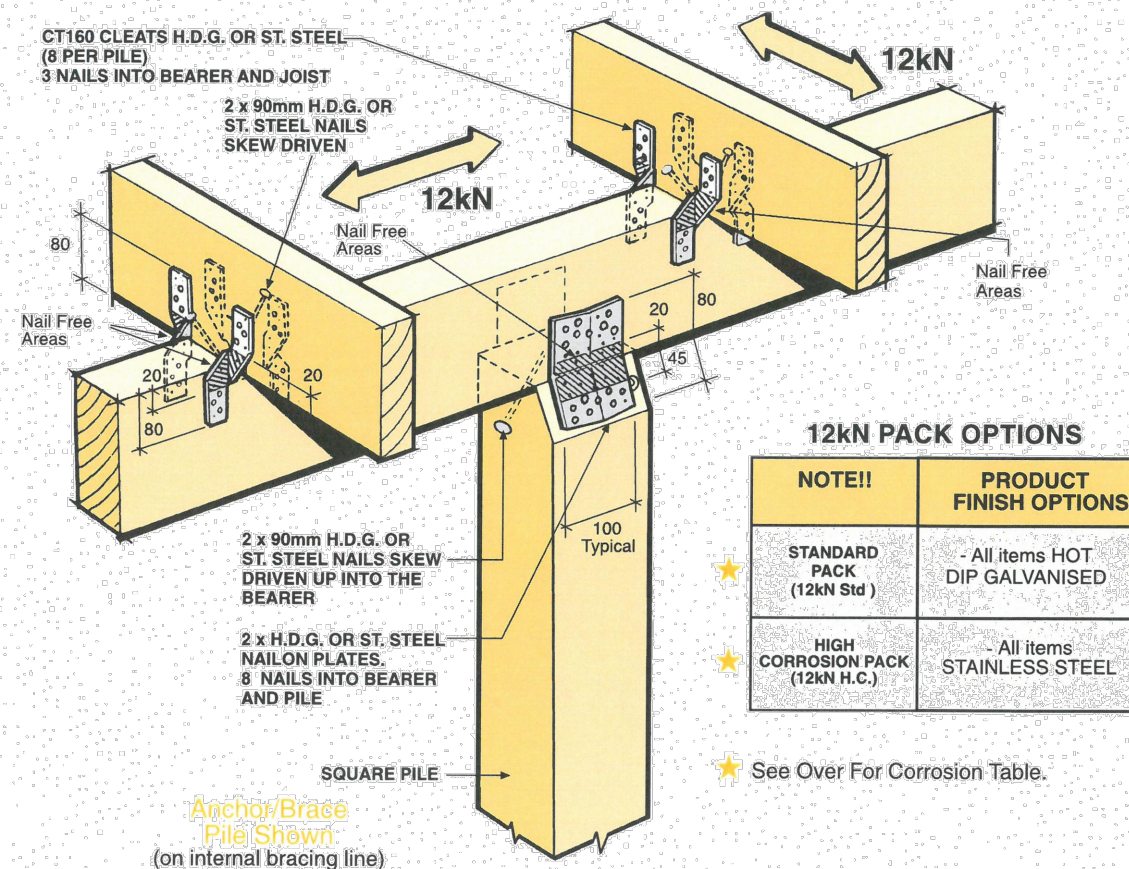 CT160 CLEATS H.D.G. OR ST. STEEL
(8 PER PILE)
3 NAILS INTO BEARER AND JOIST
2 x 90mm H.D.G. OR
ST. STEEL NAILS
SKEW DRIVEN
12kN
12kN
80
Nail Free
Areas
Nail Free
Areas
Nail Free
Areas
20
80
20
80
20
45
100
Typical
2 x 90mm H.D.G. OR
ST. STEEL NAILS SKEW
DRIVEN UP INTO THE
BEARER
2 x H.D.G. OR ST. STEEL
NAILON PLATES.
8 NAILS INTO BEARER
AND PILE
SQUARE PILE
Anchor/Brace
Pile Shown
(on internal bracing line)
12kN PACK OPTIONS
NOTE!!
PRODUCT
FINISH OPTIONS
STANDARD
PACK
(12kN Std )
- All items HOT
DIP GALVANISED
HIGH
CORROSION PACK
(12kN H.C.)
- All items
STAINLESS STEEL
See Over For Corrosion Table.